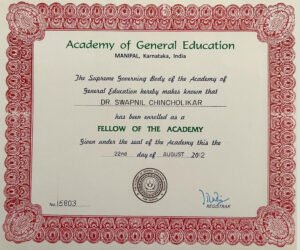 Academy of General Education
MANIPAL, Karnataka, India
The Supreme Governing Body of the Academy of
General Education hereby makes known that
DR. SWAPNIL CHINCHOLIKAR
has been enrolled as a
FELLOW OF THE ACADEMY
Given under the seal of the Academy this the
22ND day of AUGUST 2012
No. 15803
REGISTRAR